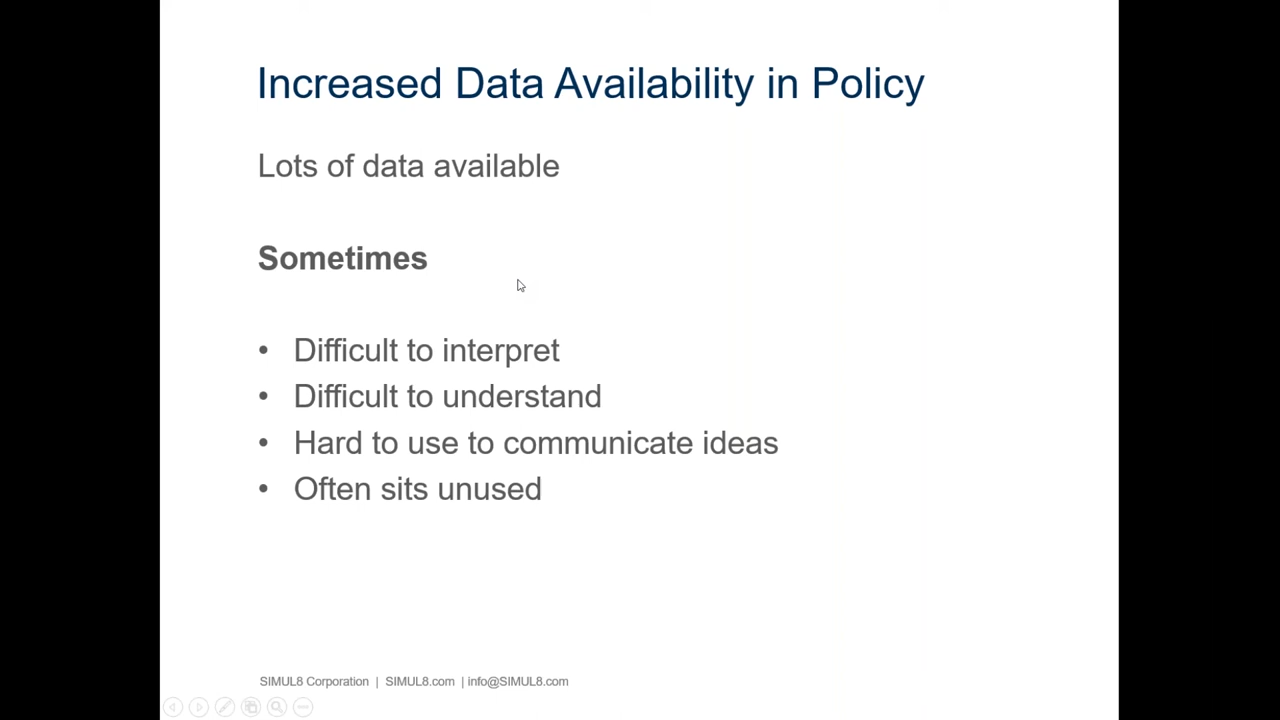 Increased Data Availability in Policy
Lots of data available
Sometimes
• Difficult to interpret
• Difficult to understand
• Hard to use to communicate ideas
• Often sits unused
SIMUL8 Corporation | SIMUL8.com | info@SIMUL8.com